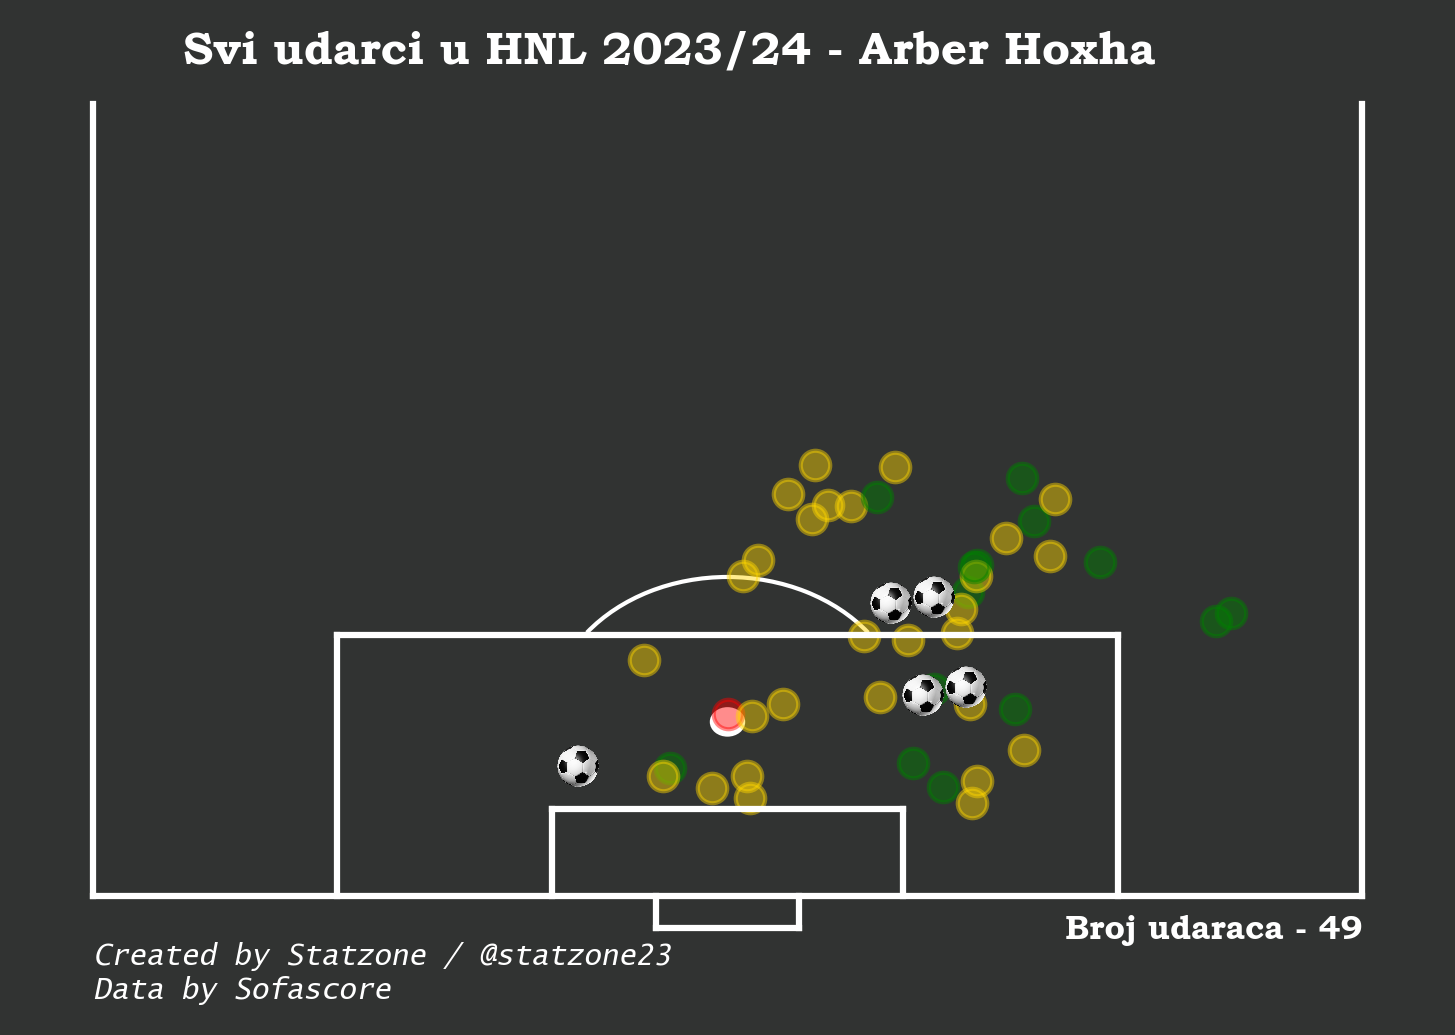 Svi udarci u HNL 2023/24 - Arber Hoxha
Broj udaraca - 49
Created by Statzone / @statzone23
Data by Sofascore